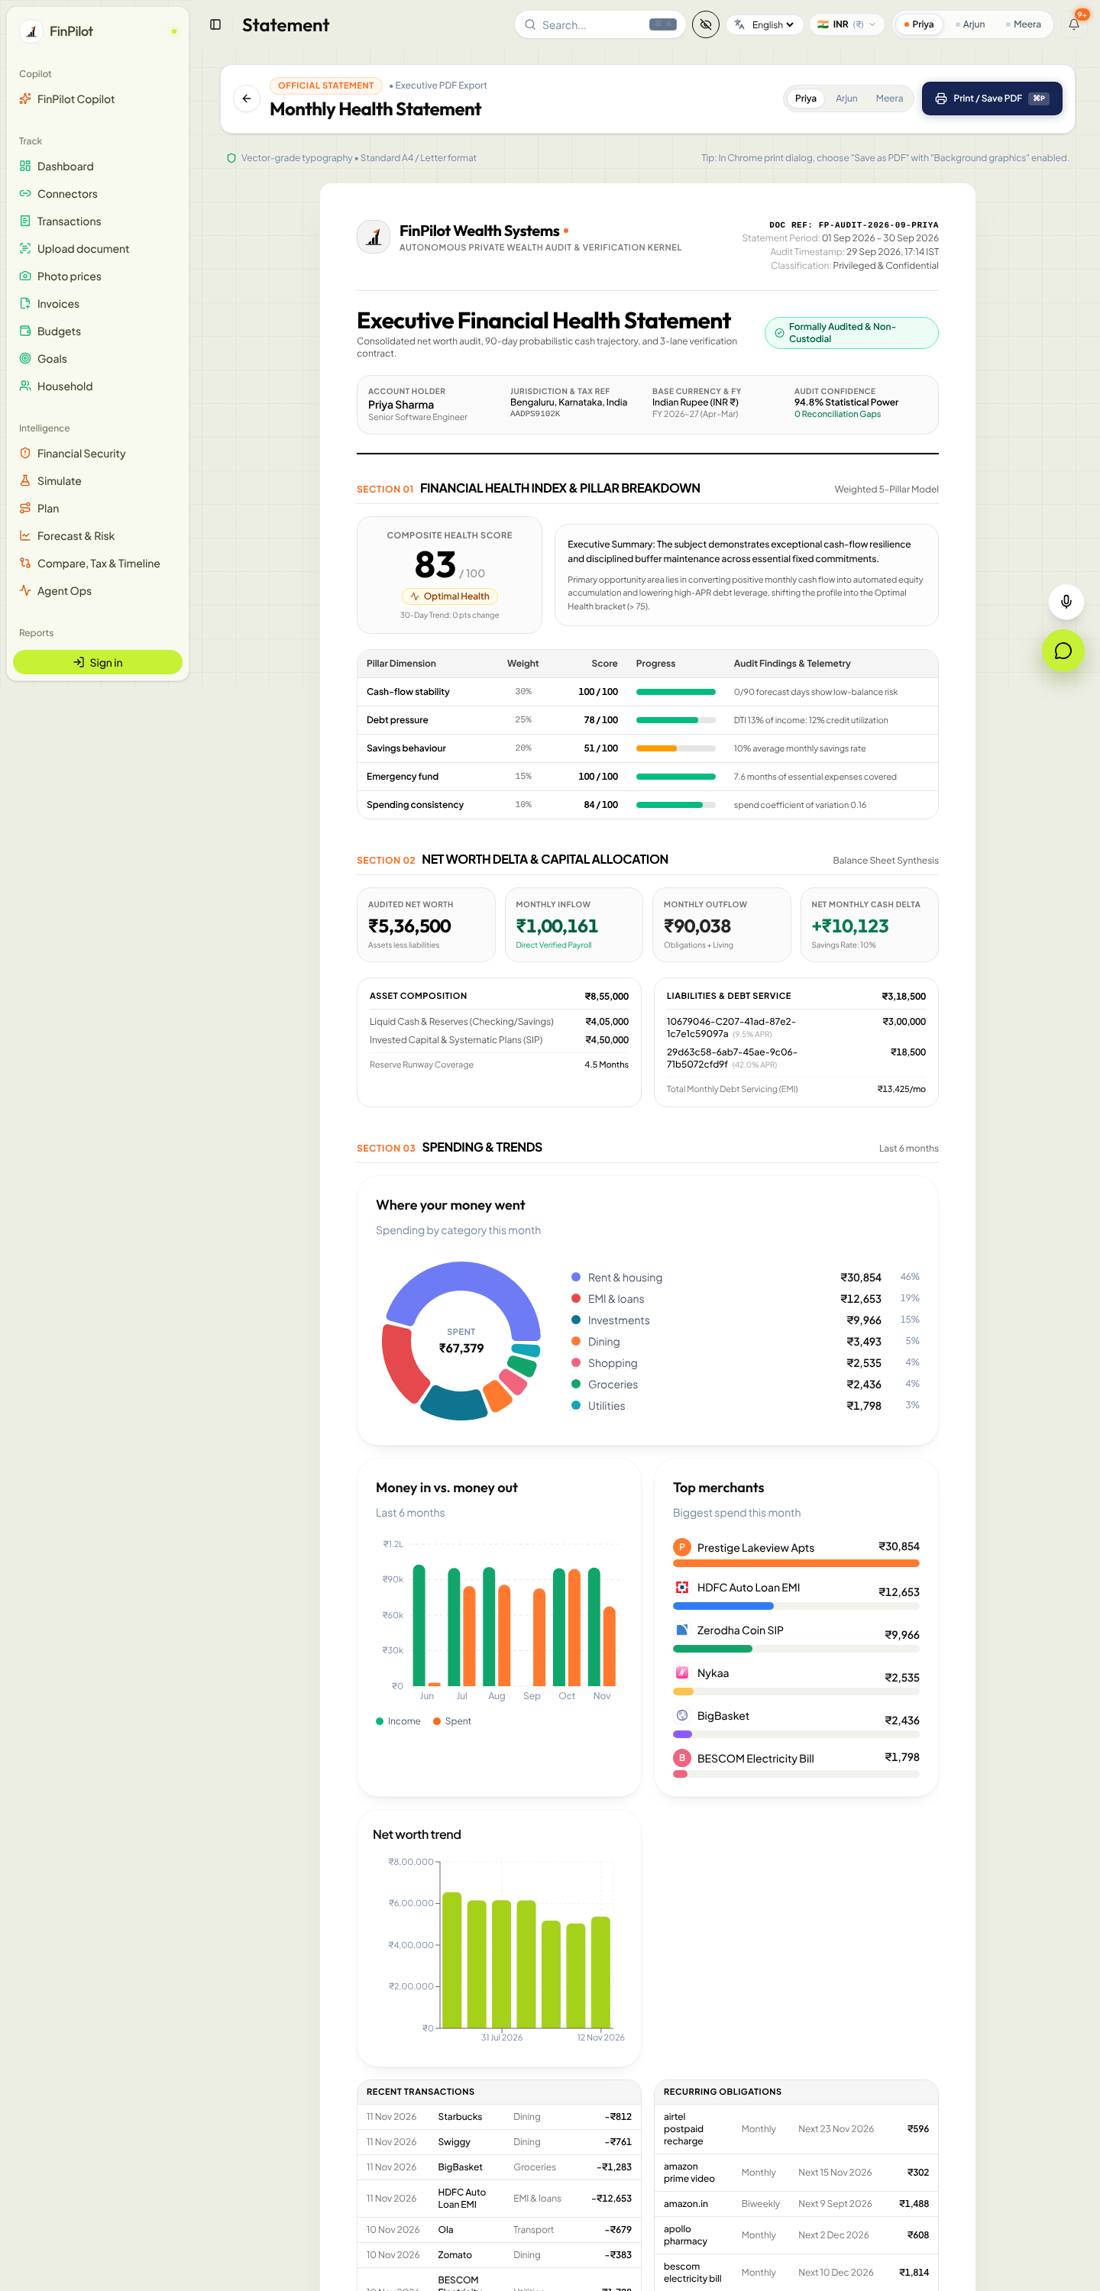 FinPilot
Copilot
FinPilot Copilot
Track
Dashboard
Connectors
Transactions
Upload document
Photo prices
Invoices
Budgets
Goals
Household
Intelligence
Financial Security
Simulate
Plan
Forecast & Risk
Compare, Tax & Timeline
Agent Ops
Reports
Sign in
Statement
Search...
English
INR (₹)
Priya
Arjun
Meera
9+
OFFICIAL STATEMENT
• Executive PDF Export
Monthly Health Statement
Priya
Arjun
Meera
Print / Save PDF
⌘P
Vector-grade typography • Standard A4 / Letter format
Tip: In Chrome print dialog, choose "Save as PDF" with "Background graphics" enabled.
FinPilot Wealth Systems
AUTONOMOUS PRIVATE WEALTH AUDIT & VERIFICATION KERNEL
DOC REF: FP-AUDIT-2026-09-PRIYA
Statement Period: 01 Sep 2026 – 30 Sep 2026
Audit Timestamp: 29 Sep 2026, 17:14 IST
Classification: Privileged & Confidential
Executive Financial Health Statement
Consolidated net worth audit, 90-day probabilistic cash trajectory, and 3-lane verification
contract.
Formally Audited & Non-
Custodial
ACCOUNT HOLDER
Priya Sharma
Senior Software Engineer
JURISDICTION & TAX REF
Bengaluru, Karnataka, India
AADPS9102K
BASE CURRENCY & FY
Indian Rupee (INR ₹)
FY 2026-27 (Apr-Mar)
AUDIT CONFIDENCE
94.8% Statistical Power
0 Reconciliation Gaps
SECTION 01 FINANCIAL HEALTH INDEX & PILLAR BREAKDOWN
Weighted 5-Pillar Model
COMPOSITE HEALTH SCORE
83 / 100
Optimal Health
30-Day Trend: 0 pts change
Executive Summary: The subject demonstrates exceptional cash-flow resilience
and disciplined buffer maintenance across essential fixed commitments.
Primary opportunity area lies in converting positive monthly cash flow into automated equity
accumulation and lowering high-APR debt leverage, shifting the profile into the Optimal
Health bracket (> 75).
Pillar Dimension Weight Score Progress Audit Findings & Telemetry
Cash-flow stability 30% 100 / 100 0/90 forecast days show low-balance risk
Debt pressure 25% 78 / 100 DTI 13% of income; 12% credit utilization
Savings behaviour 20% 51 / 100 10% average monthly savings rate
Emergency fund 15% 100 / 100 7.6 months of essential expenses covered
Spending consistency 10% 84 / 100 spend coefficient of variation 0.16
SECTION 02 NET WORTH DELTA & CAPITAL ALLOCATION
Balance Sheet Synthesis
AUDITED NET WORTH
₹5,36,500
Assets less liabilities
MONTHLY INFLOW
₹1,00,161
Direct Verified Payroll
MONTHLY OUTFLOW
₹90,038
Obligations + Living
NET MONTHLY CASH DELTA
+₹10,123
Savings Rate: 10%
ASSET COMPOSITION ₹8,55,000
Liquid Cash & Reserves (Checking/Savings) ₹4,05,000
Invested Capital & Systematic Plans (SIP) ₹4,50,000
Reserve Runway Coverage 4.5 Months
LIABILITIES & DEBT SERVICE ₹3,18,500
10679046-C207-41ad-87e2-
1c7e1c59097a (9.5% APR) ₹3,00,000
29d63c58-6ab7-45ae-9c06-
71b5072cfd9f (42.0% APR) ₹18,500
Total Monthly Debt Servicing (EMI) ₹13,425/mo
SECTION 03 SPENDING & TRENDS
Last 6 months
Where your money went
Spending by category this month
SPENT
₹67,379
Rent & housing ₹30,854 46%
EMI & loans ₹12,653 19%
Investments ₹9,966 15%
Dining ₹3,493 5%
Shopping ₹2,535 4%
Groceries ₹2,436 4%
Utilities ₹1,798 3%
Money in vs. money out
Last 6 months
₹1.2L
₹90k
₹60k
₹30k
₹0
Jun Jul Aug Sep Oct Nov
Income Spent
Top merchants
Biggest spend this month
P Prestige Lakeview Apts ₹30,854
HDFC Auto Loan EMI ₹12,653
Zerodha Coin SIP ₹9,966
Nykaa ₹2,535
BigBasket ₹2,436
B BESCOM Electricity Bill ₹1,798
Net worth trend
₹8,00,000
₹6,00,000
₹4,00,000
₹2,00,000
₹0
31 Jul 2026 12 Nov 2026
RECENT TRANSACTIONS
11 Nov 2026 Starbucks Dining -₹812
11 Nov 2026 Swiggy Dining -₹761
11 Nov 2026 BigBasket Groceries -₹1,283
11 Nov 2026 HDFC Auto
Loan EMI EMI & loans -₹12,653
10 Nov 2026 Ola Transport -₹679
10 Nov 2026 Zomato Dining -₹383
BESCOM
RECURRING OBLIGATIONS
airtel
postpaid
recharge Monthly Next 23 Nov 2026 ₹596
amazon
prime video Monthly Next 15 Nov 2026 ₹302
amazon.in Biweekly Next 9 Sept 2026 ₹1,488
apollo
pharmacy Monthly Next 2 Dec 2026 ₹608
bescom
electricity bill Monthly Next 10 Dec 2026 ₹1,814